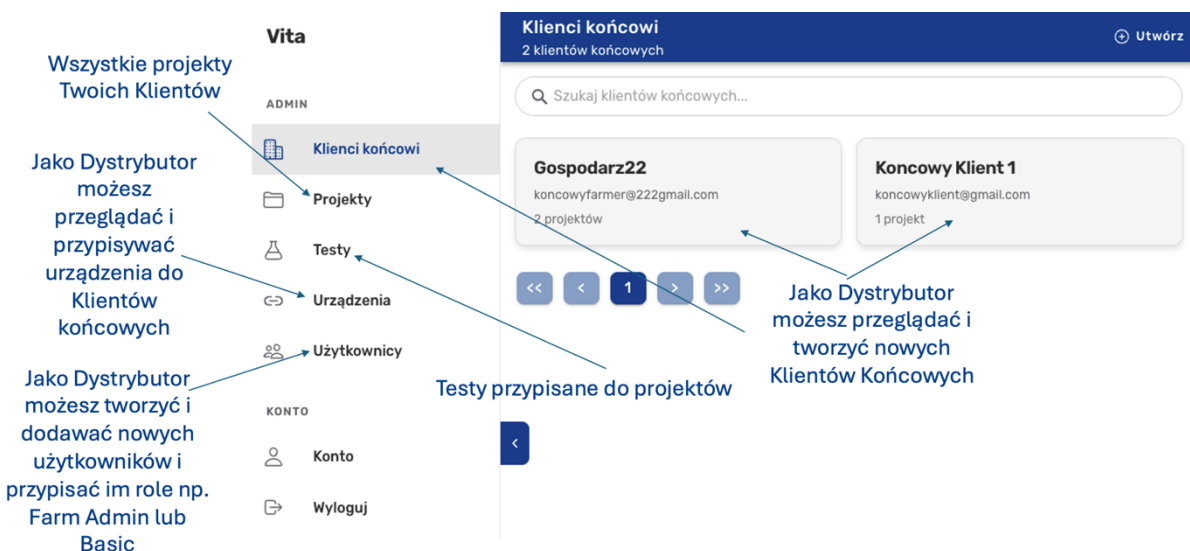 Vita
Klienci końcowi
2 klientów końcowych
Utwórz
Wszystkie projekty
Twoich Klientów
ADMIN
Szukaj klientów końcowych...
Klienci końcowi
Jako Dystrybutor
możesz
przeglądać i
przypisywać
urządzenia do
Klientów
końcowych
Gospodarz22
koncowyfarmer@222gmail.com
2 projektów
Koncowy Klient 1
koncowyklient@gmail.com
1 projekt
Projekty
Testy
Urządzenia
Użytkownicy
<< < 1 > >>
Jako Dystrybutor
możesz przeglądać i
tworzyć nowych
Klientów Końcowych
Testy przypisane do projektów
Jako Dystrybutor
możesz tworzyć i
dodawać nowych
użytkowników i
przypisać im role np.
Farm Admin lub
Basic
KONTO
<
Konto
Wyloguj